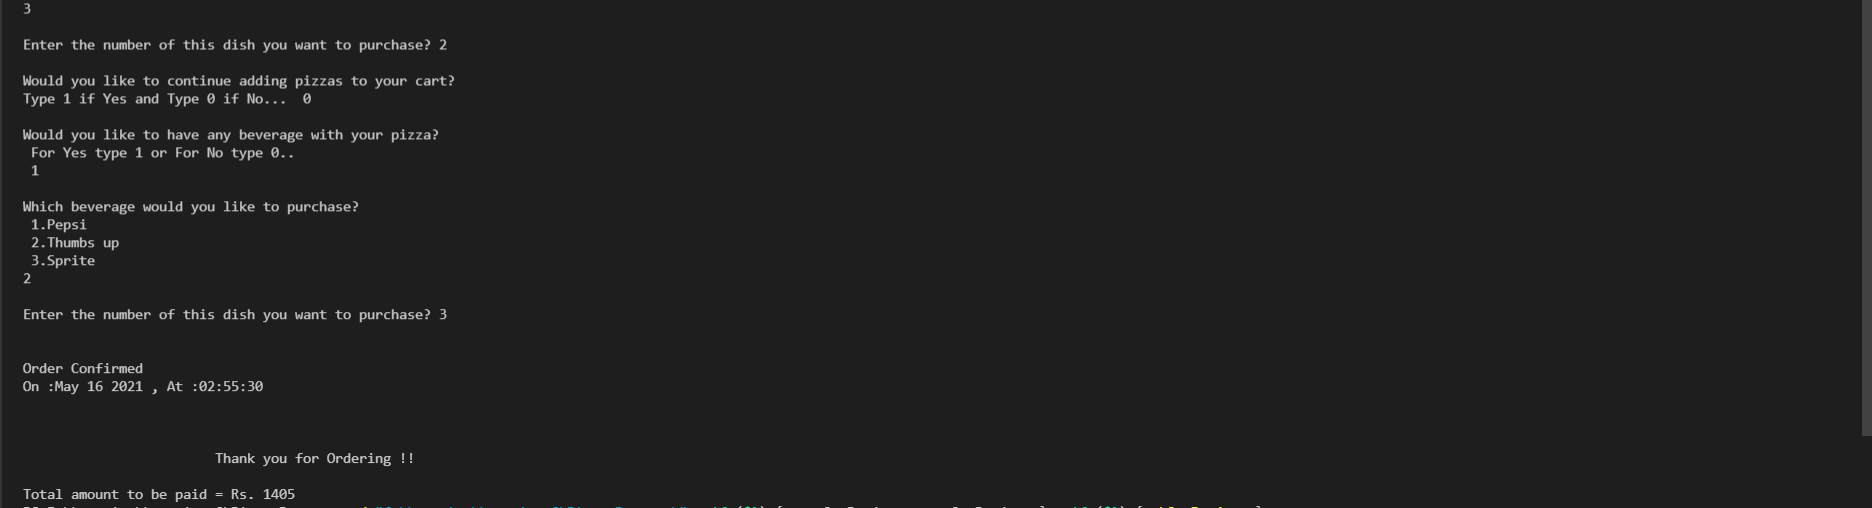 3
Enter the number of this dish you want to purchase? 2
Would you like to continue adding pizzas to your cart?
Type 1 if Yes and Type 0 if No...  0
Would you like to have any beverage with your pizza?
 For Yes type 1 or For No type 0..
 1
Which beverage would you like to purchase?
 1.Pepsi
 2.Thumbs up
 3.Sprite
2
Enter the number of this dish you want to purchase? 3
Order Confirmed
On :May 16 2021 , At :02:55:30
Thank you for Ordering !!
Total amount to be paid = Rs. 1405